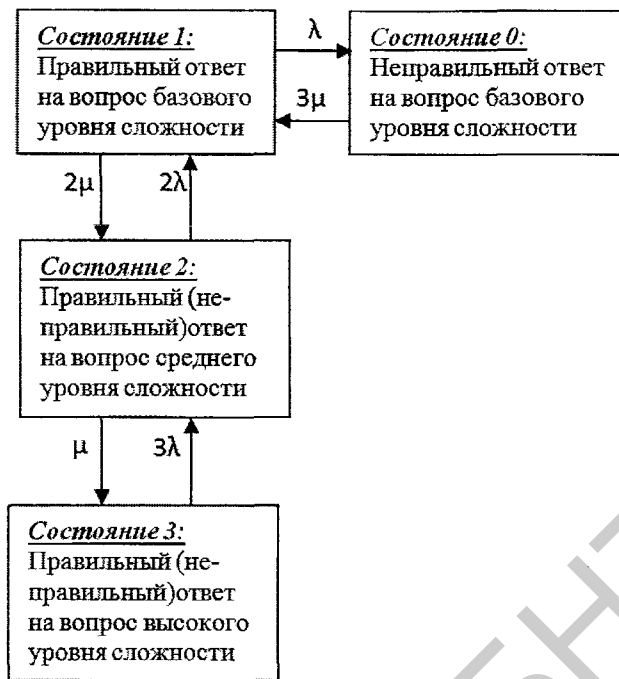 Состояние 1:
Правильный ответ
на вопрос базового
уровня сложности
λ
3μ
Состояние 0:
Неправильный ответ
на вопрос базового
уровня сложности
2μ
2λ
Состояние 2:
Правильный (не-
правильный)ответ
на вопрос среднего
уровня сложности
μ
3λ
Состояние 3:
Правильный (не-
правильный)ответ
на вопрос высокого
уровня сложности